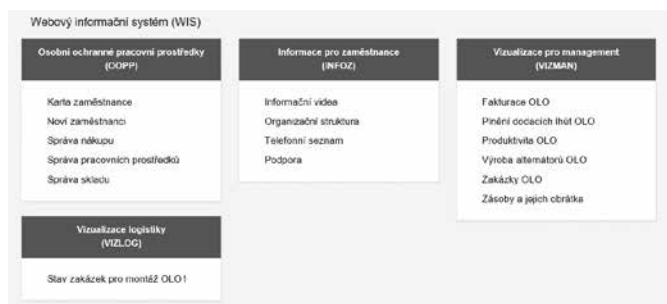 Webový informační systém (WIS)
Osobní ochranné pracovní prostředky
(OOPP)
Karta zaměstnance
Noví zaměstnanci
Správa nákupu
Správa pracovních prostředků
Správa skladu
Informace pro zaměstnance
(INFOZ)
Informační videa
Organizační struktura
Telefonní seznam
Podpora
Vizualizace pro management
(VIZMAN)
Fakturace OLO
Plnění dodacích lhůt OLO
Produktivita OLO
Výroba alternátorů OLO
Zakázky OLO
Zásoby a jejich obrátka
Vizualizace logistiky
(VIZLOG)
Stav zakázek pro montáž OLO1